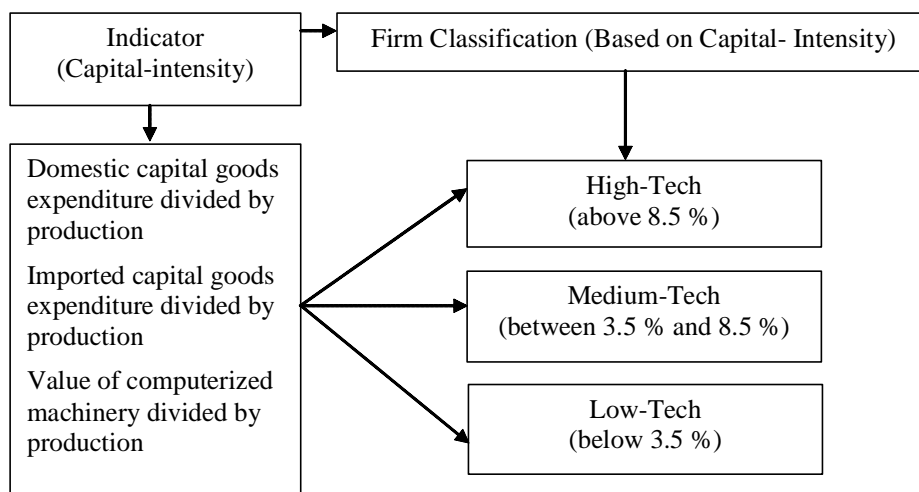 Indicator
(Capital-intensity)
Firm Classification (Based on Capital- Intensity)
Domestic capital goods
expenditure divided by
production
Imported capital goods
expenditure divided by
production
Value of computerized
machinery divided by
production
High-Tech
(above 8.5 %)
Medium-Tech
(between 3.5 % and 8.5 %)
Low-Tech
(below 3.5 %)